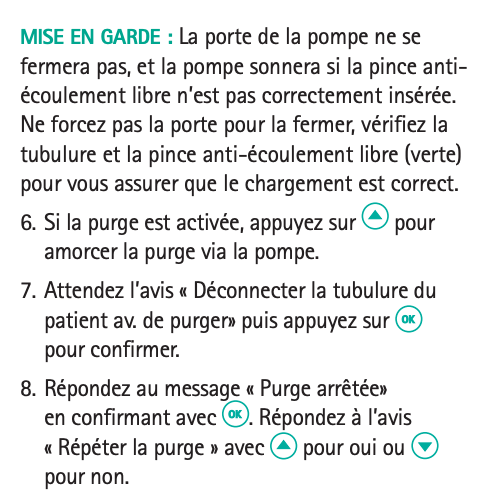 MISE EN GARDE : La porte de la pompe ne se
fermera pas, et la pompe sonnera si la pince anti-
écoulement libre n'est pas correctement insérée.
Ne forcez pas la porte pour la fermer, vérifiez la
tubulure et la pince anti-écoulement libre (verte)
pour vous assurer que le chargement est correct.
6. Si la purge est activée, appuyez sur pour
amorcer la purge via la pompe.
7. Attendez l'avis « Déconnecter la tubulure du
patient av. de purger» puis appuyez sur OK
pour confirmer.
8. Répondez au message « Purge arrêtée»
en confirmant avec OK. Répondez à l'avis
« Répéter la purge » avec pour oui ou
pour non.